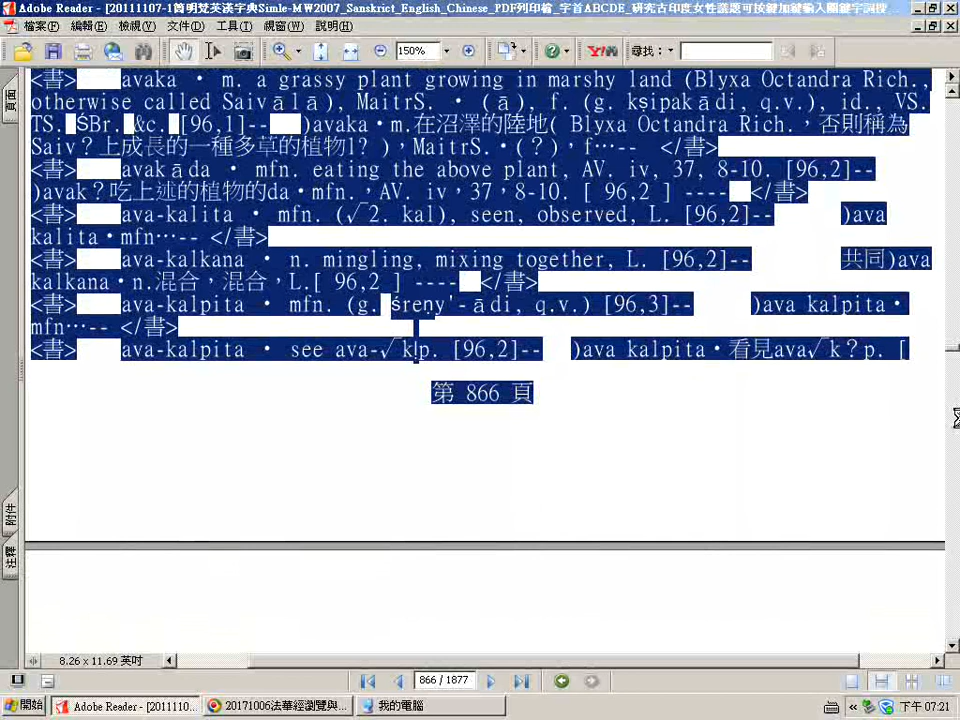 Adobe Reader - [20111107-1簡明梵英漢字典Simle-MW2007_Sanskrict_English_Chinese_PDF列印檔_字首ABCDE_研究古印度女性議題可按
檔案(F) 編輯(E) 檢視(V) 文件(D) 工具(T) 視窗(W) 說明(H)
150% 尋找：
頁面
<書> avaka ‧ m. a grassy plant growing in marshy land (Blyxa Octandra Rich.,
otherwise called Saivālā), MaitrS. ‧ (ā), f. (g. kṣipakādi, q.v.), id., VS.
TS. ŚBr. &c. [96,1]-- )avaka‧m.在沼澤的陸地( Blyxa Octandra Rich.，否則稱為
Saiv？上成長的一種多草的植物l? )，MaitrS.‧(？)，f…-- </書>
<書> avakāda ‧ mfn. eating the above plant, AV. iv, 37, 8-10. [96,2]--
)avak？吃上述的植物的da‧mfn.，AV. iv，37，8-10. [ 96,2 ] ---- </書>
<書> ava-kalita ‧ mfn. (√2. kal), seen, observed, L. [96,2]-- )ava
kalita‧mfn…-- </書>
<書> ava-kalkana ‧ n. mingling, mixing together, L. [96,2]-- 共同)ava
kalkana‧n.混合，混合，L.[ 96,2 ] ---- </書>
<書> ava-kalpita ‧ mfn. (g. śreṇy'-ādi, q.v.) [96,3]-- )ava kalpita‧
mfn…-- </書>
<書> ava-kalpita ‧ see ava-√kḷp. [96,2]-- )ava kalpita‧看見ava√k？p. [
第 866 頁
附件
注釋
8.26 x 11.69 英吋
866 / 1877
開始 Adobe Reader - [2011110... 20171006法華經瀏覽與... 我的電腦 下午 07:21